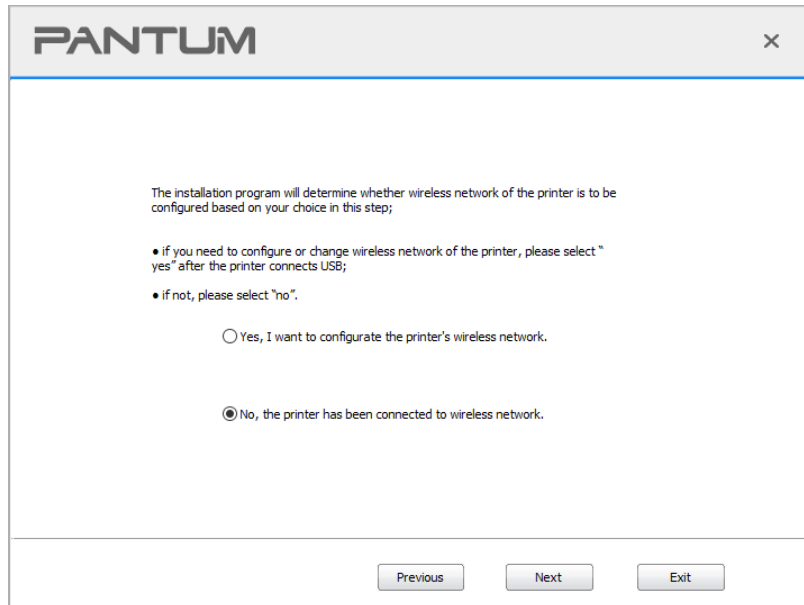 PANTUM
The installation program will determine whether wireless network of the printer is to be
configured based on your choice in this step;
● if you need to configure or change wireless network of the printer, please select “
yes” after the printer connects USB;
● if not, please select “no”.
Yes, I want to configurate the printer's wireless network.
No, the printer has been connected to wireless network.
Previous Next Exit